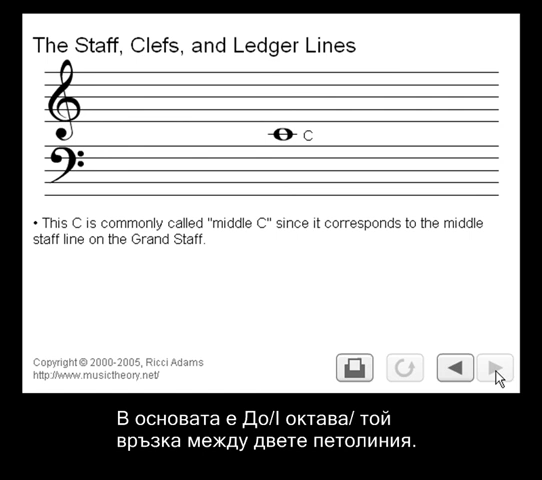 The Staff, Clefs, and Ledger Lines
C
• This C is commonly called "middle C" since it corresponds to the middle
staff line on the Grand Staff.
Copyright © 2000-2005, Ricci Adams
http://www.musictheory.net/
В основата е До/I октава/ той
връзка между двете петолиния.